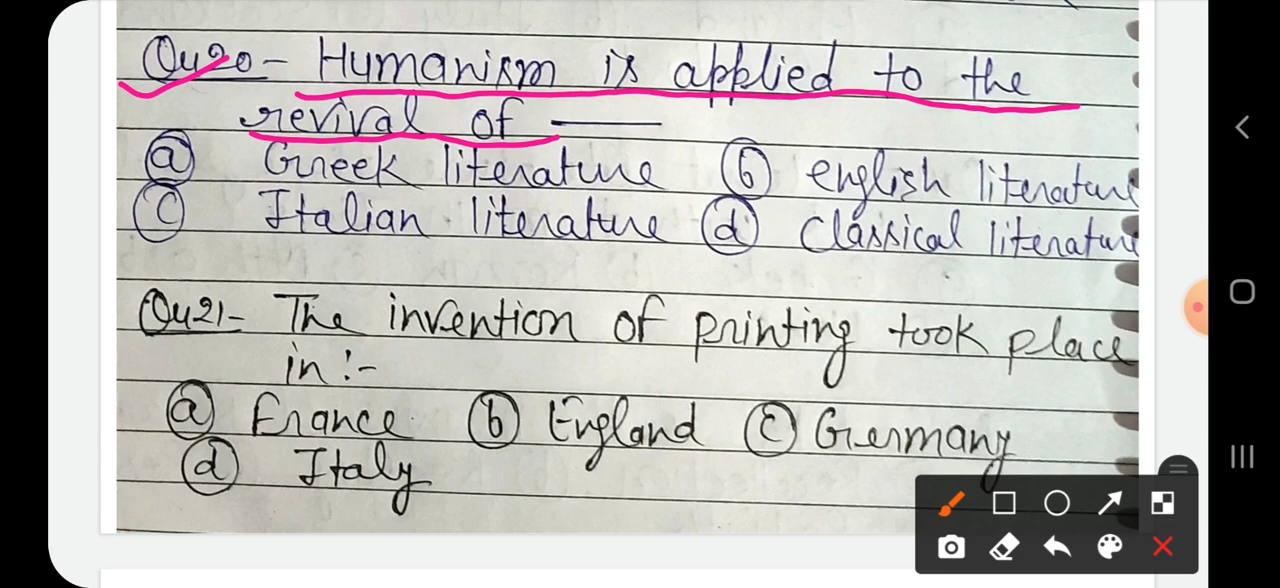 Qu20- Humanism is applied to the
revival of ———
(a) Greek literature (b) english literature
(c) Italian literature (d) Classical literature
Qu21- The invention of printing took place
in:-
(a) France (b) England (c) Germany
(d) Italy